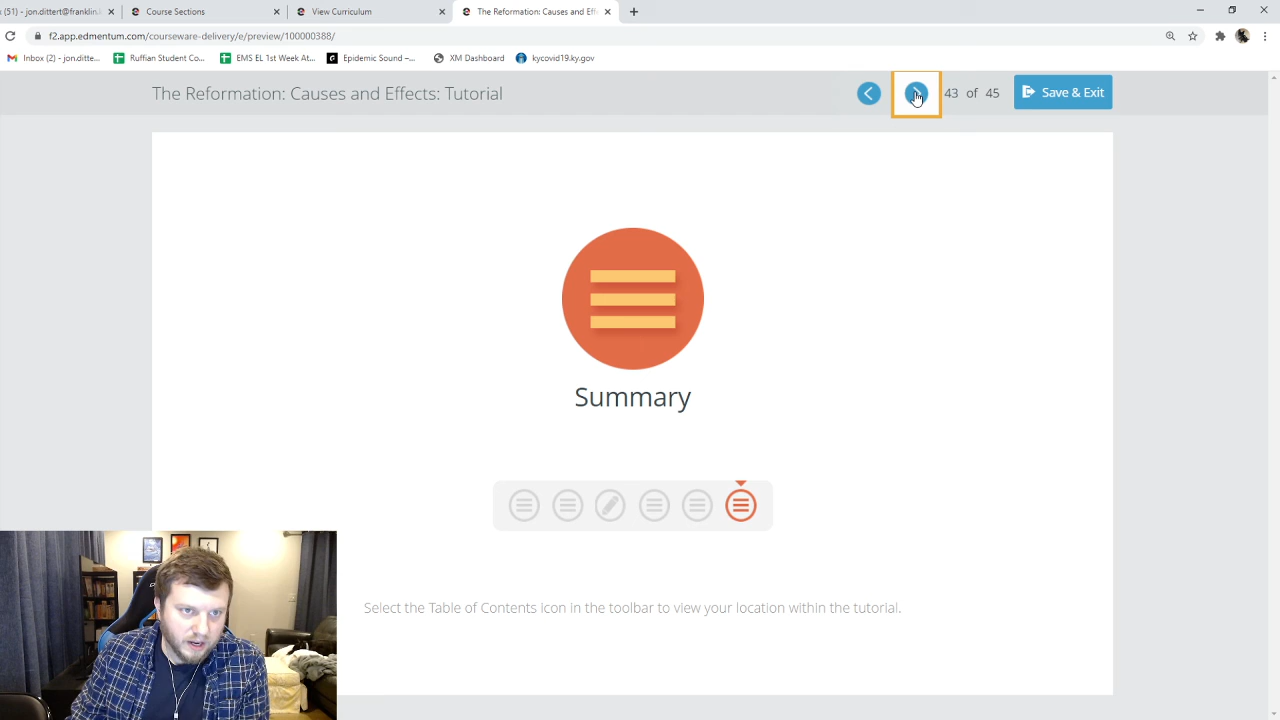 (51) - jon.dittert@franklin.k
Course Sections
View Curriculum
The Reformation: Causes and Effe
f2.app.edmentum.com/courseware-delivery/e/preview/100000388/
Inbox (2) - jon.ditte...
Ruffian Student Co...
EMS EL 1st Week At...
Epidemic Sound –...
XM Dashboard
kycovid19.ky.gov
The Reformation: Causes and Effects: Tutorial
43 of 45
Save & Exit
Summary
Select the Table of Contents icon in the toolbar to view your location within the tutorial.